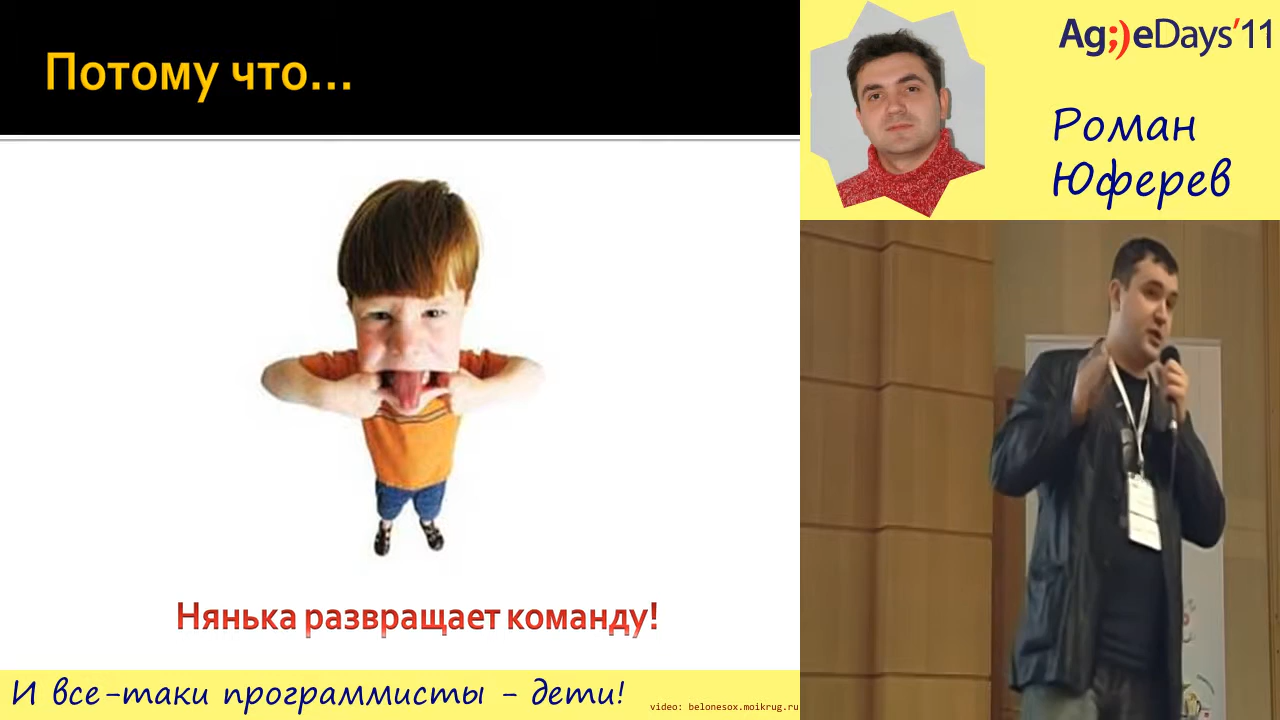 Потому что...
Нянька развращает команду!
И все-таки программисты - дети!
video: belonesox.moikrug.ru
Ag;)eDays'11
Роман
Юферев